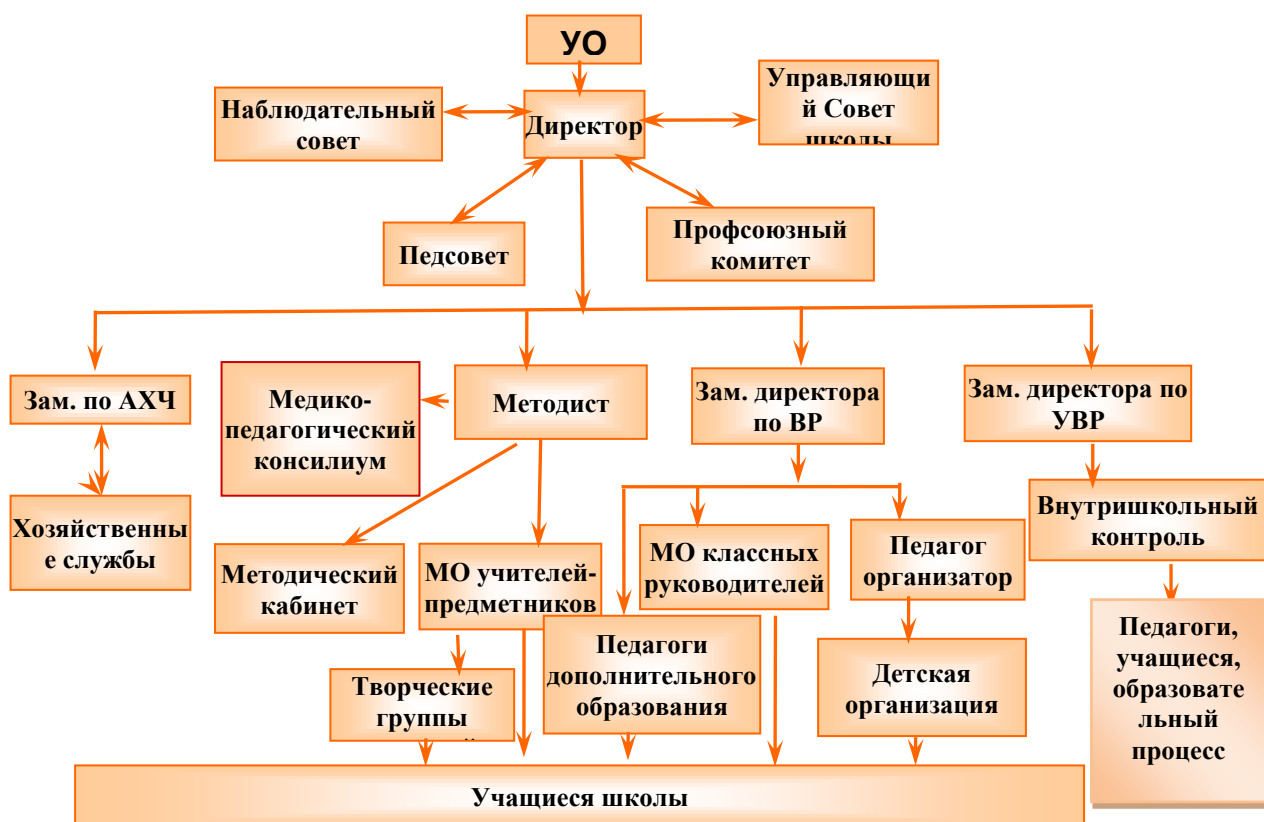 УО
Наблюдательный
совет
Директор
Управляющи
й Совет
школы
Педсовет
Профсоюзный
комитет
Зам. по АХЧ
Медико-
педагогический
консилиум
Методист
Зам. директора
по ВР
Зам. директора по
УВР
Хозяйственны
е службы
Методический
кабинет
МО учителей-
предметников
МО классных
руководителей
Педагог
организатор
Внутришкольный
контроль
Творческие
группы
Педагоги
дополнительного
образования
Детская
организация
Педагоги,
учащиеся,
образовате
льный
процесс
Учащиеся школы